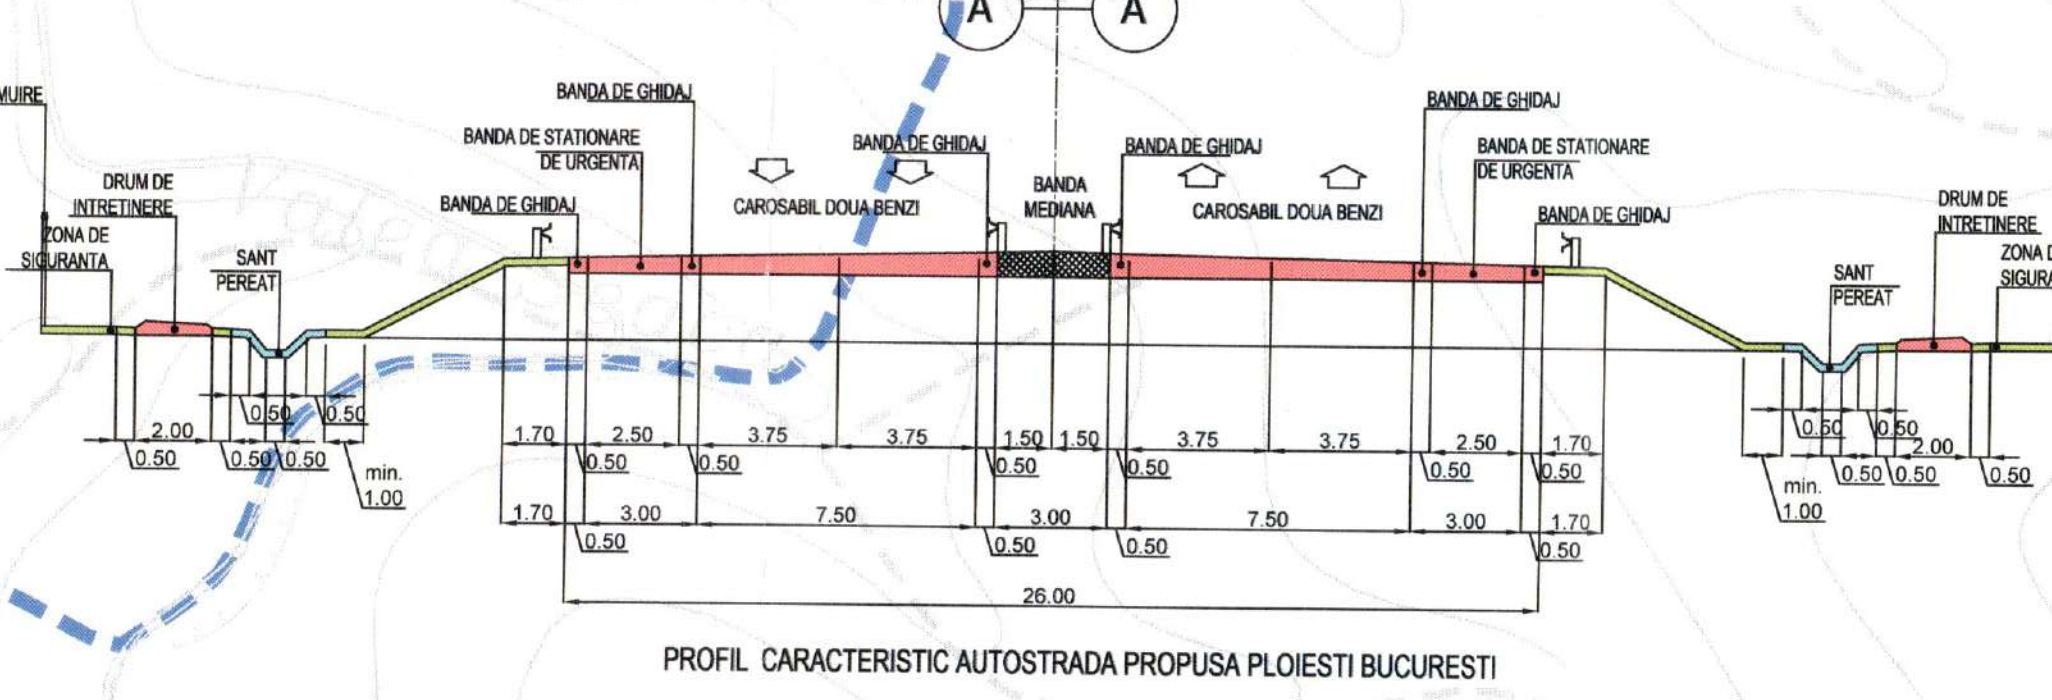 A A
MUIRE
BANDA DE GHIDAJ
BANDA DE GHIDAJ
BANDA DE STATIONARE
DE URGENTA
BANDA DE GHIDAJ
BANDA DE GHIDAJ
BANDA DE STATIONARE
DE URGENTA
DRUM DE
INTRETINERE
BANDA DE GHIDAJ
CAROSABIL DOUA BENZI
BANDA
MEDIANA
CAROSABIL DOUA BENZI
BANDA DE GHIDAJ
DRUM DE
INTRETINERE
ZONA DE
SIGURANTA
SANT
PEREAT
SANT
PEREAT
ZONA D
SIGURA
0.50 0.50
0.50 0.50
2.00 1.70 2.50 3.75 3.75 1.50 1.50 3.75 3.75 2.50 1.70 2.00
0.50 0.50 0.50 0.50 0.50 0.50 0.50 0.50 0.50 0.50 0.50 0.50
min.
1.00
min.
1.00
1.70 3.00 7.50 3.00 7.50 3.00 1.70
0.50 0.50 0.50 0.50
26.00
PROFIL CARACTERISTIC AUTOSTRADA PROPUSA PLOIESTI BUCURESTI